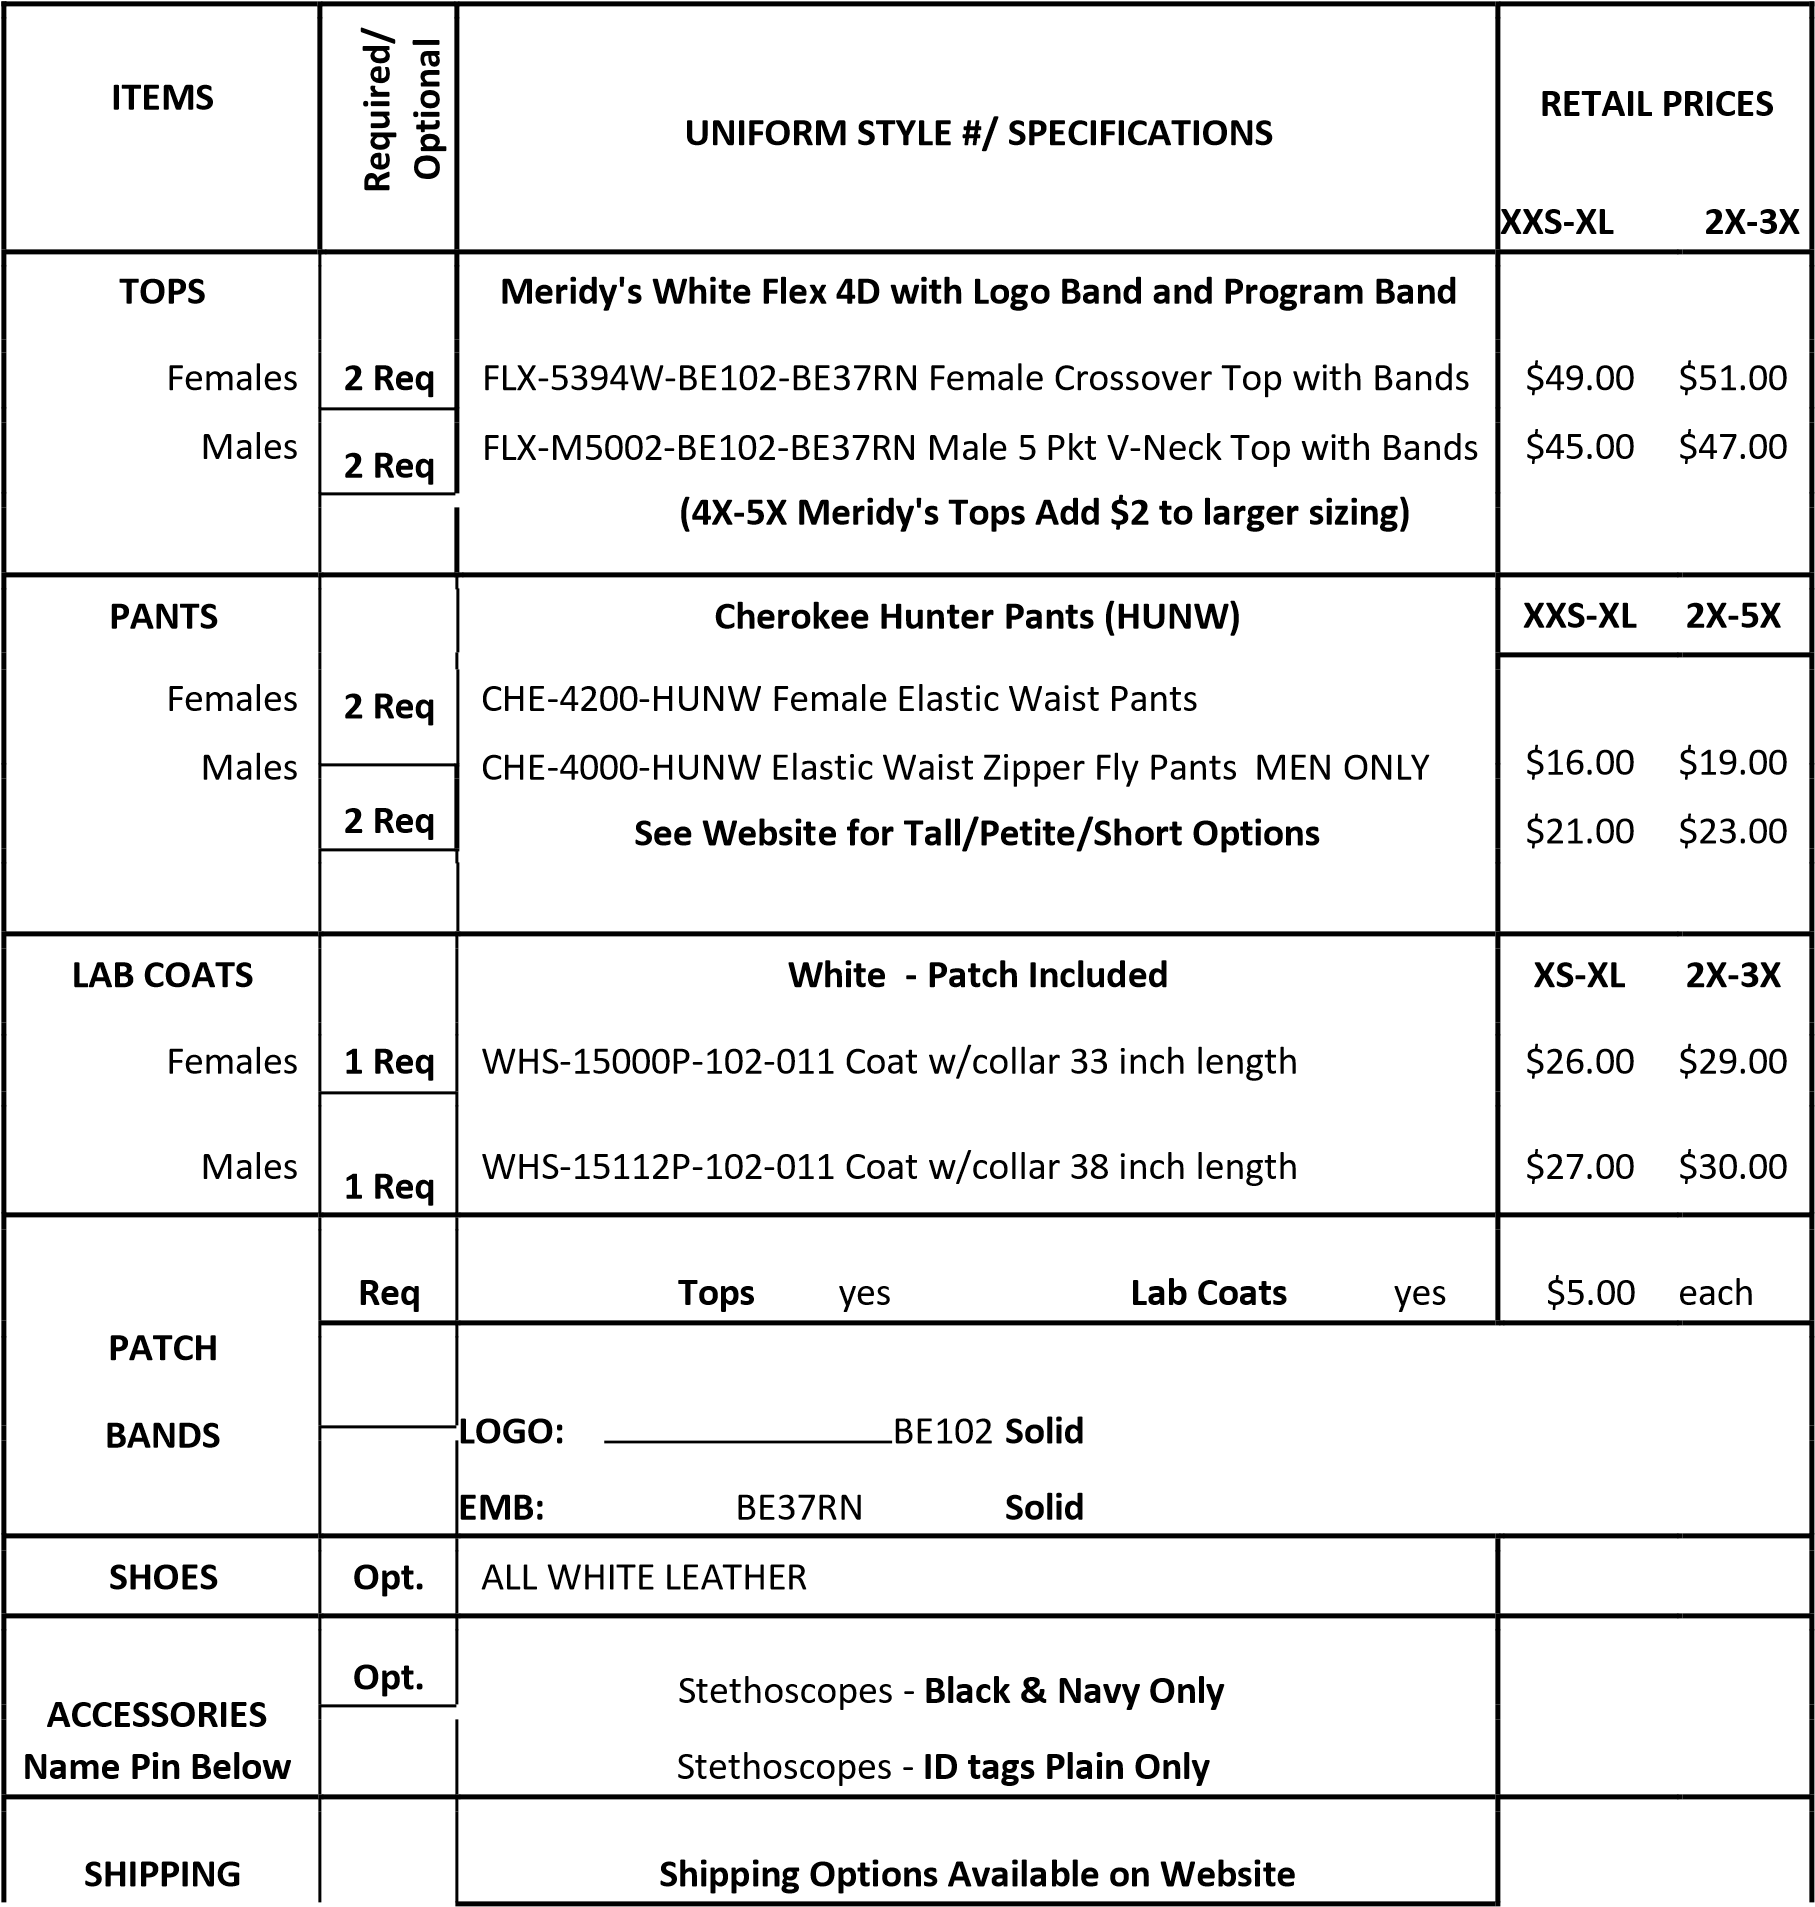 ITEMS
Required/
Optional
UNIFORM STYLE #/ SPECIFICATIONS
RETAIL PRICES
XXS-XL 2X-3X
TOPS Meridy's White Flex 4D with Logo Band and Program Band
Females 2 Req FLX-5394W-BE102-BE37RN Female Crossover Top with Bands $49.00 $51.00
Males 2 Req FLX-M5002-BE102-BE37RN Male 5 Pkt V-Neck Top with Bands $45.00 $47.00
(4X-5X Meridy's Tops Add $2 to larger sizing)
PANTS Cherokee Hunter Pants (HUNW) XXS-XL 2X-5X
Females 2 Req CHE-4200-HUNW Female Elastic Waist Pants
Males CHE-4000-HUNW Elastic Waist Zipper Fly Pants MEN ONLY $16.00 $19.00
2 Req See Website for Tall/Petite/Short Options $21.00 $23.00
LAB COATS White - Patch Included XS-XL 2X-3X
Females 1 Req WHS-15000P-102-011 Coat w/collar 33 inch length $26.00 $29.00
Males 1 Req WHS-15112P-102-011 Coat w/collar 38 inch length $27.00 $30.00
Req Tops yes Lab Coats yes $5.00 each
PATCH
BANDS LOGO: BE102 Solid
EMB: BE37RN Solid
SHOES Opt. ALL WHITE LEATHER
Opt. Stethoscopes - Black & Navy Only
ACCESSORIES
Name Pin Below Stethoscopes - ID tags Plain Only
SHIPPING Shipping Options Available on Website